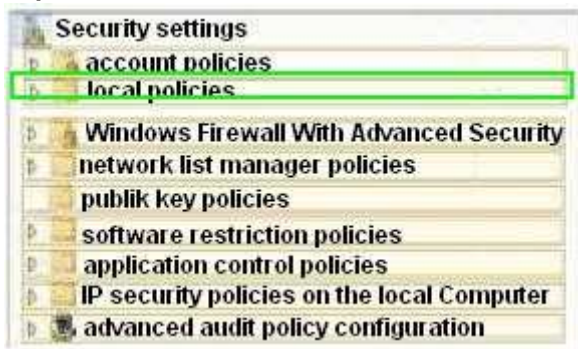 Security settings
account policies
local policies
Windows Firewall With Advanced Security
network list manager policies
publik key policies
software restriction policies
application control policies
IP security policies on the local Computer
advanced audit policy configuration